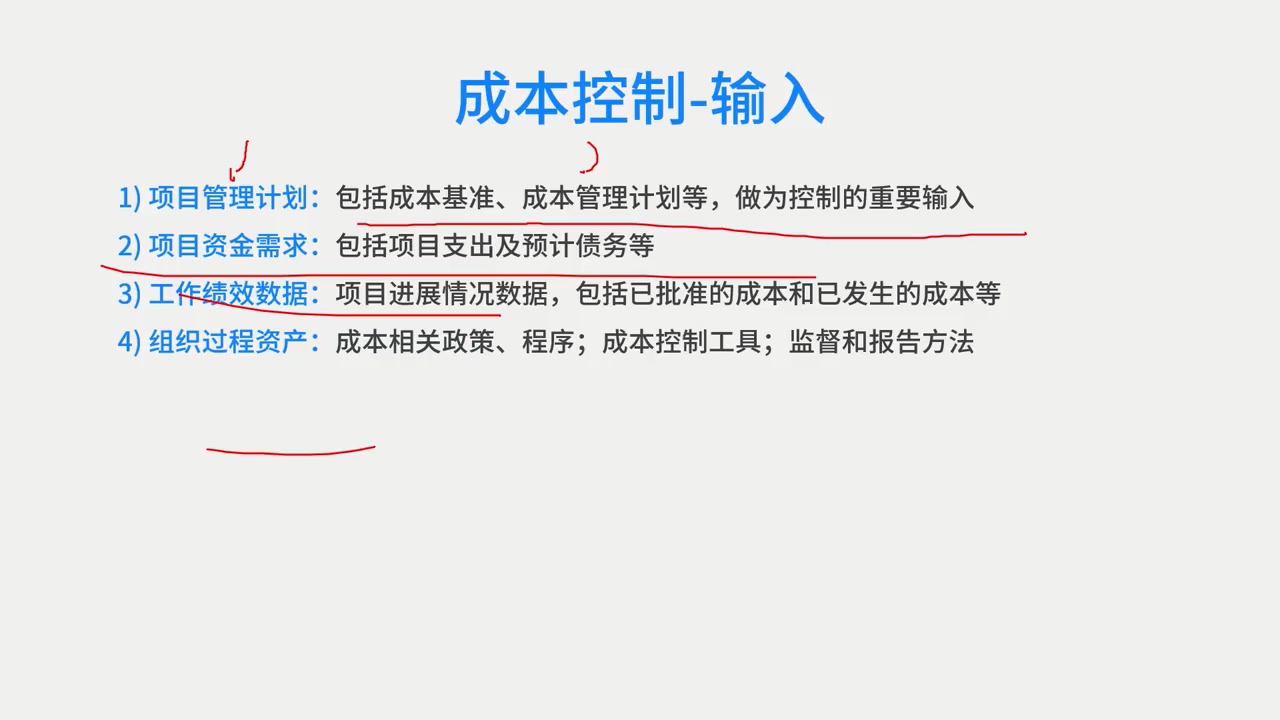 成本控制-输入
1) 项目管理计划：包括成本基准、成本管理计划等，做为控制的重要输入
2) 项目资金需求：包括项目支出及预计债务等
3) 工作绩效数据：项目进展情况数据，包括已批准的成本和已发生的成本等
4) 组织过程资产：成本相关政策、程序；成本控制工具；监督和报告方法